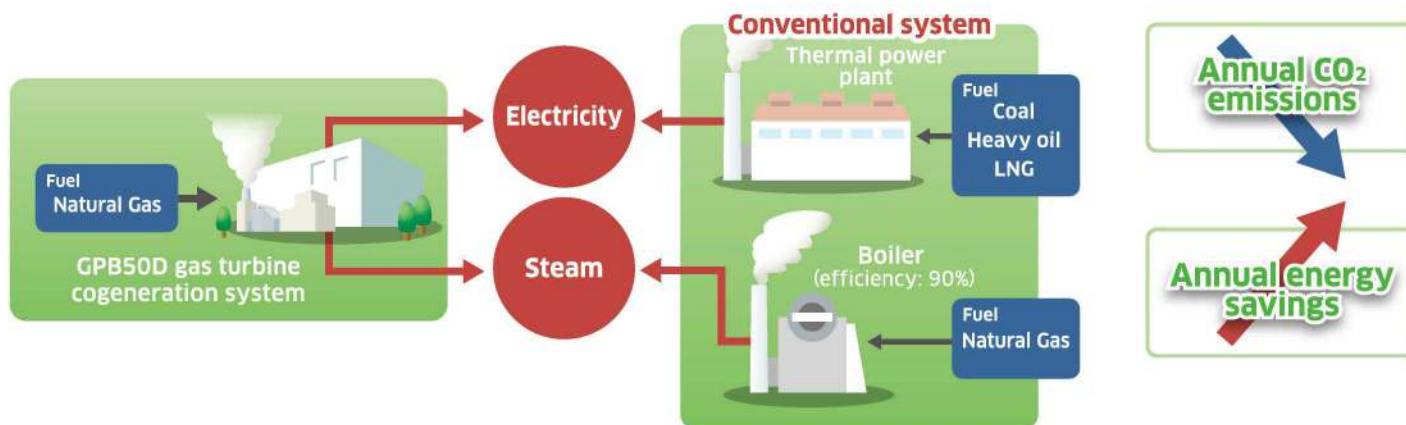 Fuel
Natural Gas
GPB50D gas turbine
cogeneration system
Electricity
Steam
Conventional system
Thermal power
plant
Fuel
Coal
Heavy oil
LNG
Boiler
(efficiency: 90%)
Fuel
Natural Gas
Annual CO₂
emissions
Annual energy
savings